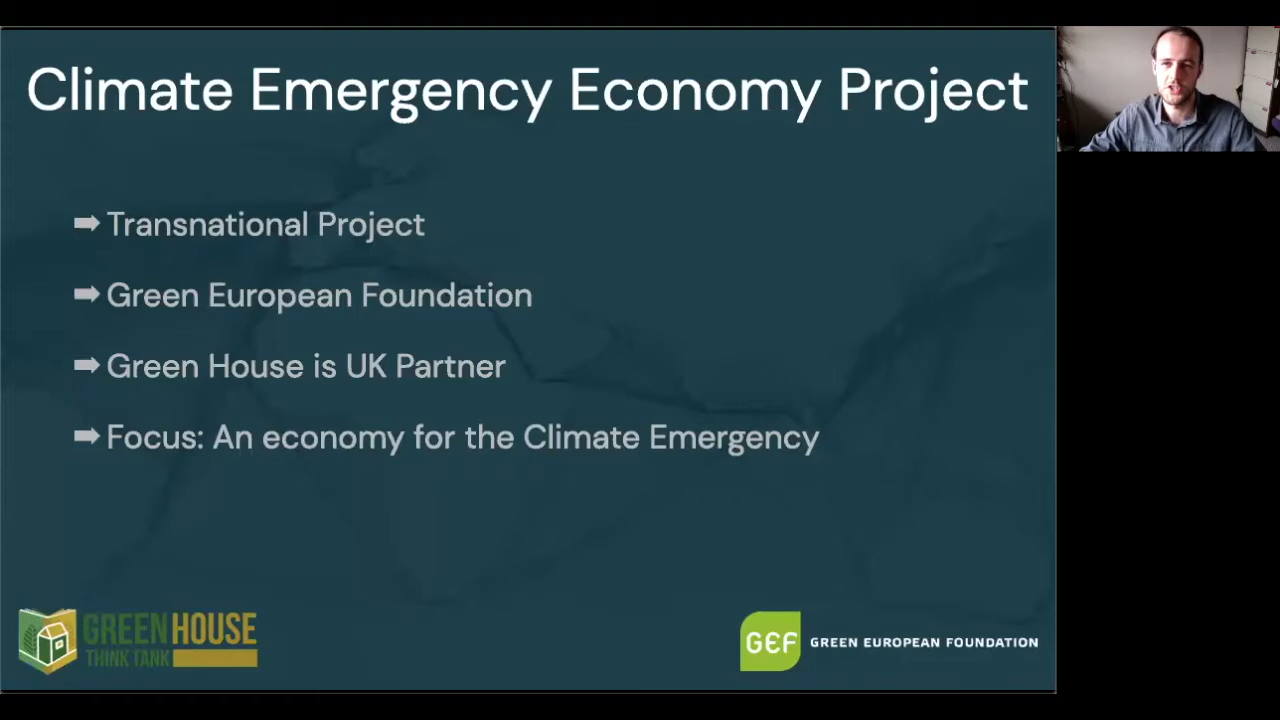 Climate Emergency Economy Project
➡ Transnational Project
➡ Green European Foundation
➡ Green House is UK Partner
➡ Focus: An economy for the Climate Emergency
GREEN HOUSE
THINK TANK
GEF GREEN EUROPEAN FOUNDATION